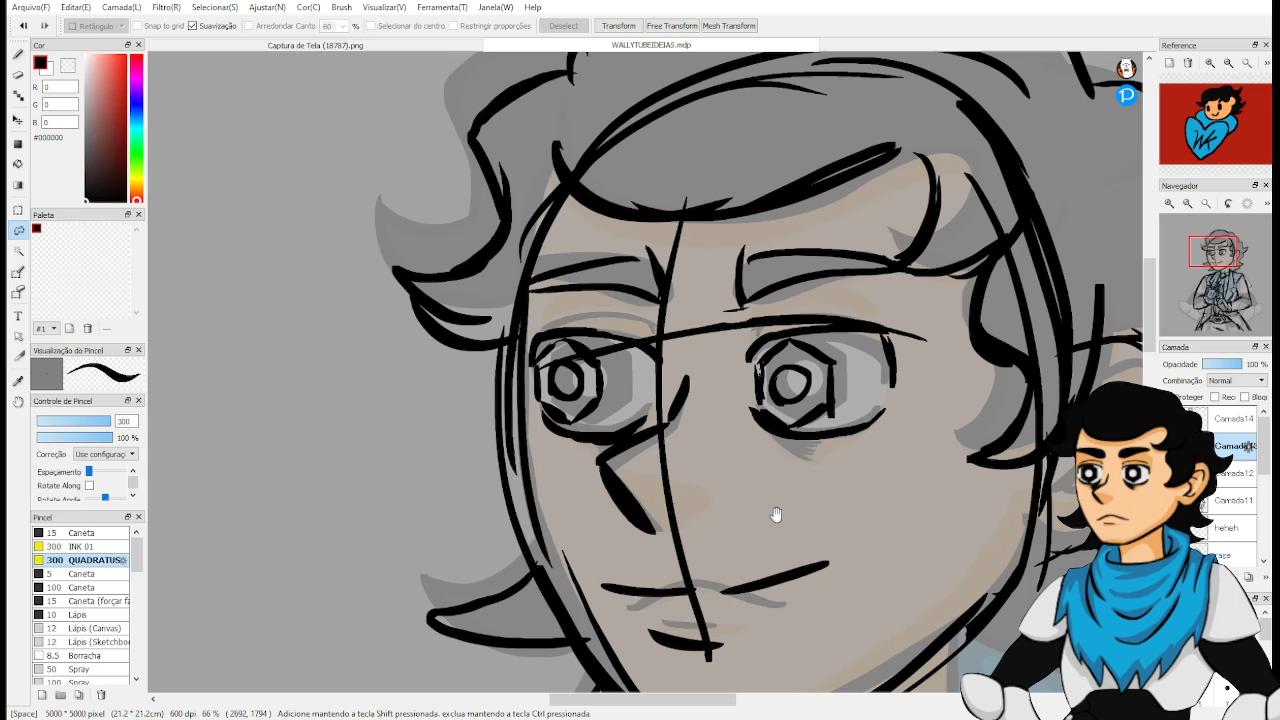 Arquivo(F) Editar(E) Camada(L) Filtro(R) Selecionar(S) Ajustar(N) Cor(C) Brush Visualizar(V) Ferramenta(T) Janela(W) Help
Retângulo Snap to grid Suavização Arredondar Canto 60 % Selecionar do centro Restringir proporções Deselect Transform Free Transform Mesh Transform
Cor Captura de Tela (18787).png WALLYTUBEIDEIAS.mdp Reference
R 0
G 0
B 0
#000000
Paleta
Navegador
#1
Visualização do Pincel
Camada
Opacidade 100 %
Combinação Normal
Proteger Reo Bloq
Controle de Pincel
300
100 %
Camada14
Camada12
Camada11
heheh
Correção Use configuraç
Espaçamento
Rotate Along
Rotate Angle
Pincel
15 Caneta
300 INK 01
300 QUADRATUS
5 Caneta
100 Caneta
15 Caneta (forçar fa
10 Lápis
12 Lápis (Canvas)
12 Lápis (Sketchboo
8.5 Borracha
50 Spray
100 Spray
[Space] 5000 * 5000 pixel (21.2 * 21.2cm) 600 dpi 66 % ( 2692, 1794 ) Adicione mantendo a tecla Shift pressionada. exclua mantendo a tecla Ctrl pressionada